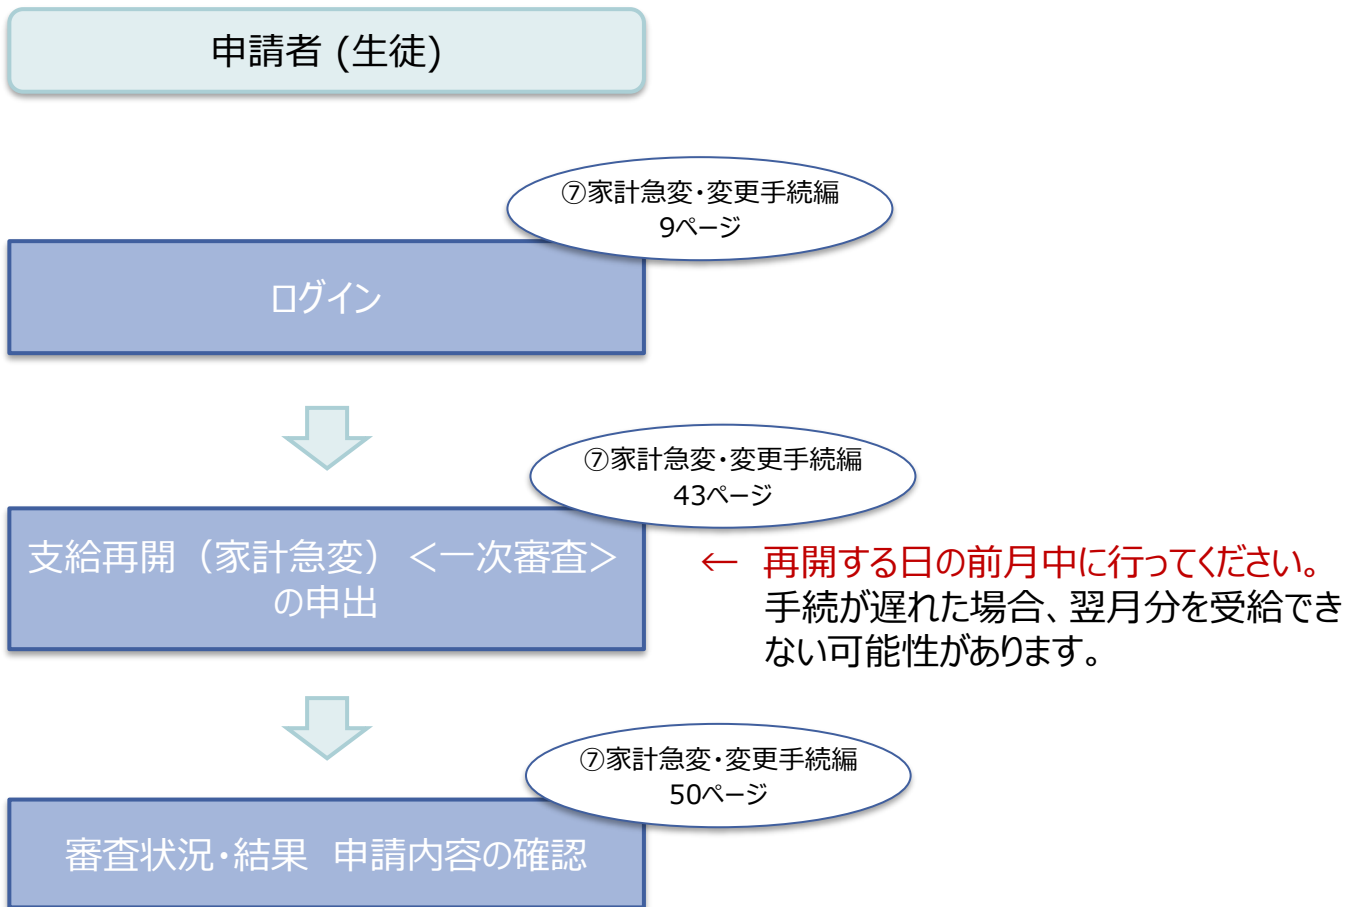 申請者 (生徒)
⑦家計急変・変更手続編
9ページ
ログイン
⑦家計急変・変更手続編
43ページ
支給再開（家計急変）＜一次審査＞
の申出
← 再開する日の前月中に行ってください。
手続が遅れた場合、翌月分を受給でき
ない可能性があります。
⑦家計急変・変更手続編
50ページ
審査状況・結果　申請内容の確認